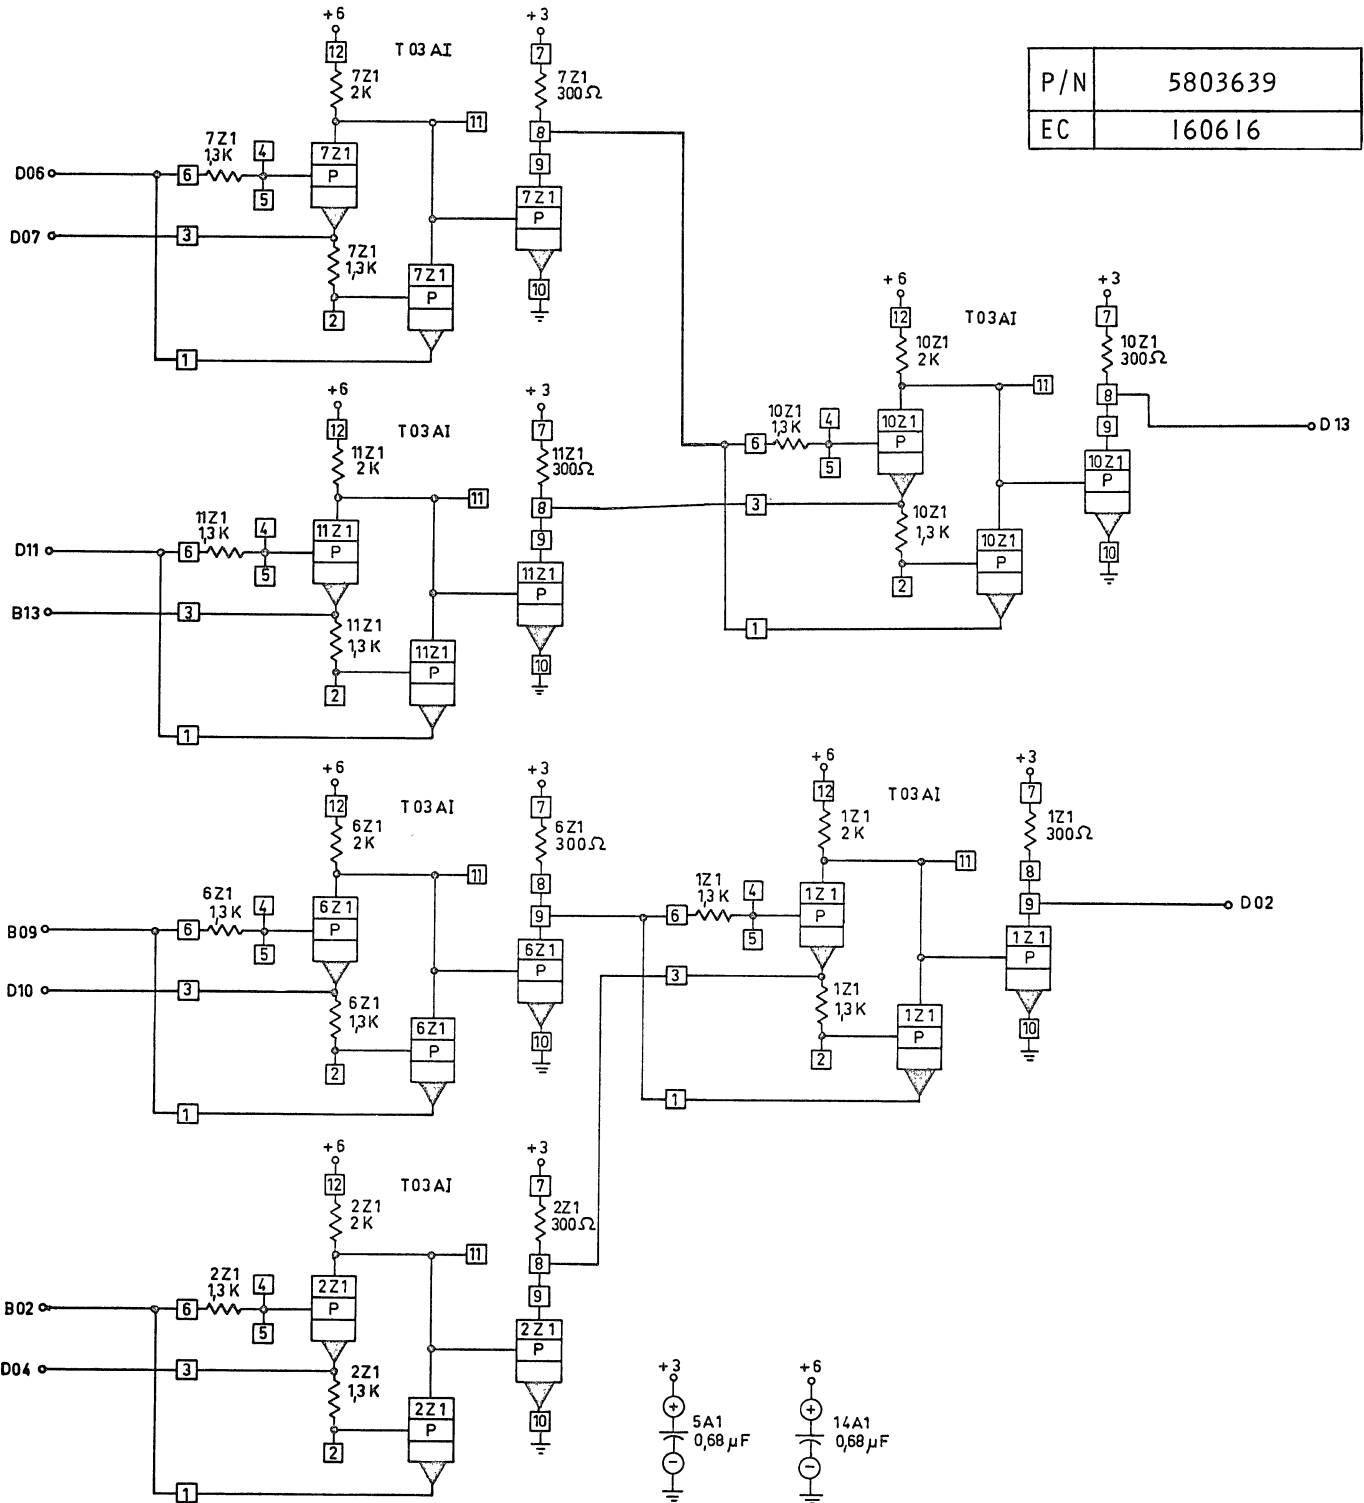 P/N 5803639
EC 160616
+6
12
T03AI
7Z1
2K
+3
7
7Z1
300Ω
11
8
9
7Z1
1,3K
4
7Z1
P
D06
6
5
7Z1
P
D07
3
7Z1
1,3K
7Z1
P
2
10
1
+6
12
T03AI
10Z1
2K
+3
7
10Z1
300Ω
11
8
9
D13
10Z1
1,3K
4
10Z1
P
6
5
10Z1
P
3
10Z1
1,3K
10Z1
P
2
10
1
+6
12
T03AI
11Z1
2K
+3
7
11Z1
300Ω
11
8
9
11Z1
1,3K
4
11Z1
P
D11
6
5
11Z1
P
B13
3
11Z1
1,3K
11Z1
P
2
10
1
+6
12
T03AI
6Z1
2K
+3
7
6Z1
300Ω
11
8
9
6Z1
1,3K
4
6Z1
P
B09
6
5
6Z1
P
D10
3
6Z1
1,3K
6Z1
P
2
10
1
+6
12
T03AI
1Z1
2K
+3
7
1Z1
300Ω
11
8
9
D02
1Z1
1,3K
4
1Z1
P
6
5
1Z1
P
3
1Z1
1,3K
1Z1
P
2
10
1
+6
12
T03AI
2Z1
2K
+3
7
2Z1
300Ω
11
8
9
2Z1
1,3K
4
2Z1
P
B02
6
5
2Z1
P
D04
3
2Z1
1,3K
2Z1
P
2
10
1
+3
+
5A1
0,68 µF
−
+6
+
14A1
0,68 µF
−